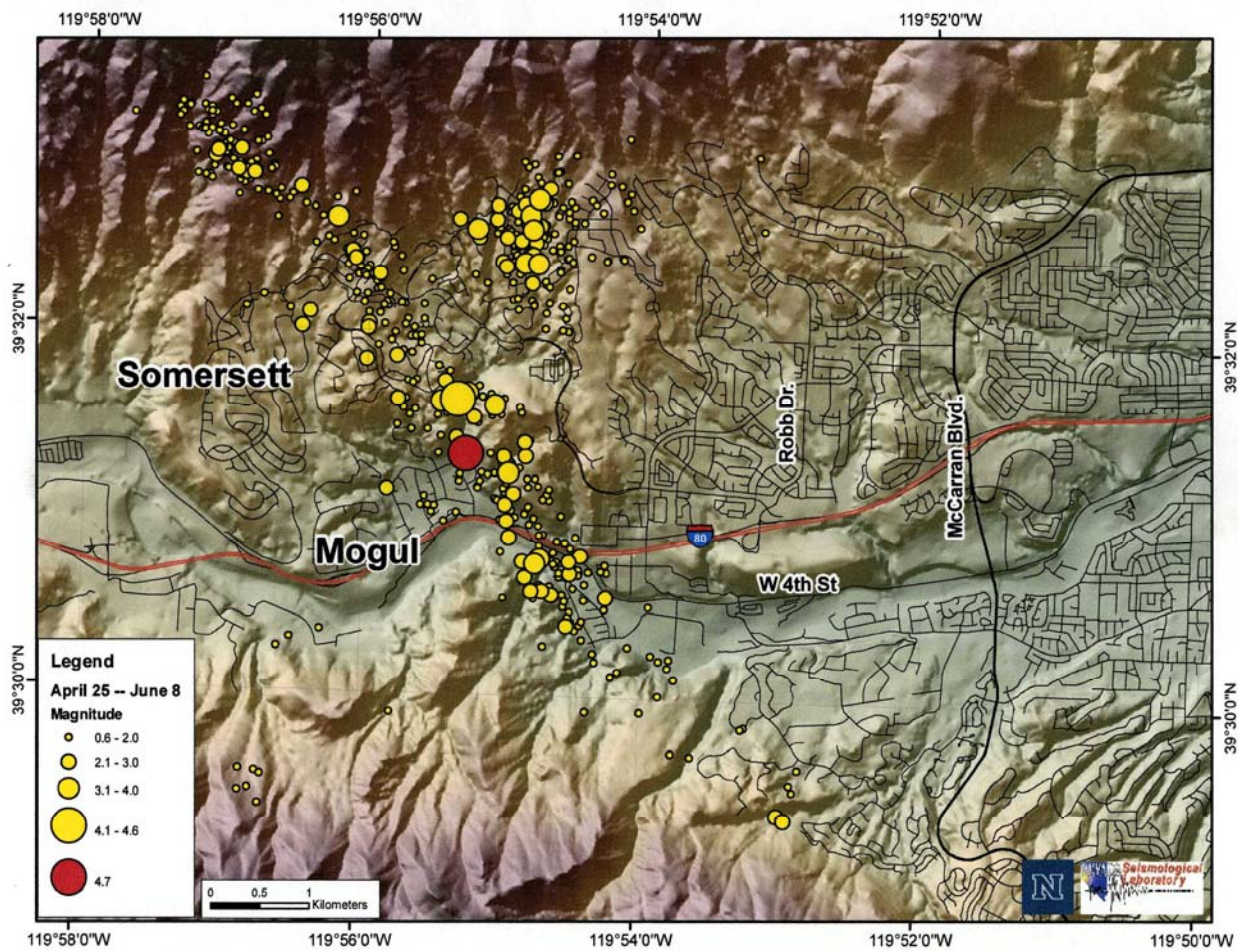 119°58'0"W 119°56'0"W 119°54'0"W 119°52'0"W
39°32'0"N
39°32'0"N
Somersett
Robb Dr.
McCarran Blvd.
Mogul
80
W 4th St
39°30'0"N
39°30'0"N
Legend
April 25 -- June 8
Magnitude
0.6 - 2.0
2.1 - 3.0
3.1 - 4.0
4.1 - 4.6
4.7
0 0.5 1
Kilometers
N
Seismological
Laboratory
119°58'0"W 119°56'0"W 119°54'0"W 119°52'0"W 119°50'0"W